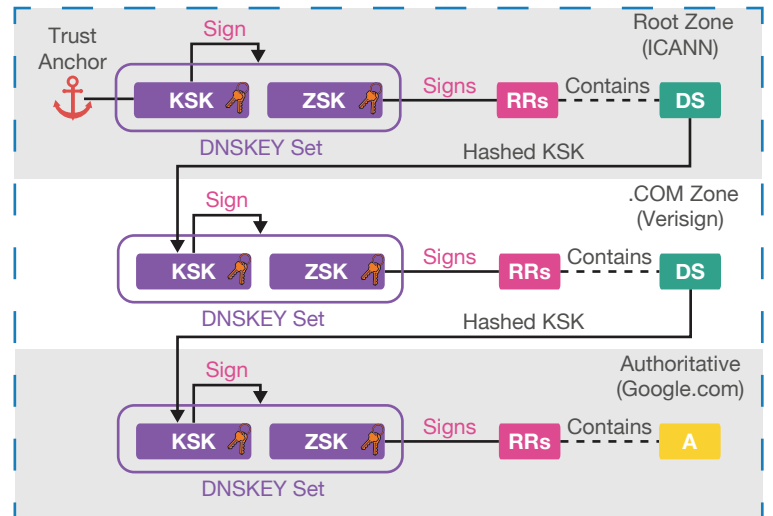 Sign
Root Zone
(ICANN)
Trust
Anchor
KSK
ZSK
Signs
RRs
Contains
DS
DNSKEY Set
Hashed KSK
.COM Zone
(Verisign)
Sign
KSK
ZSK
Signs
RRs
Contains
DS
DNSKEY Set
Hashed KSK
Authoritative
(Google.com)
Sign
KSK
ZSK
Signs
RRs
Contains
A
DNSKEY Set